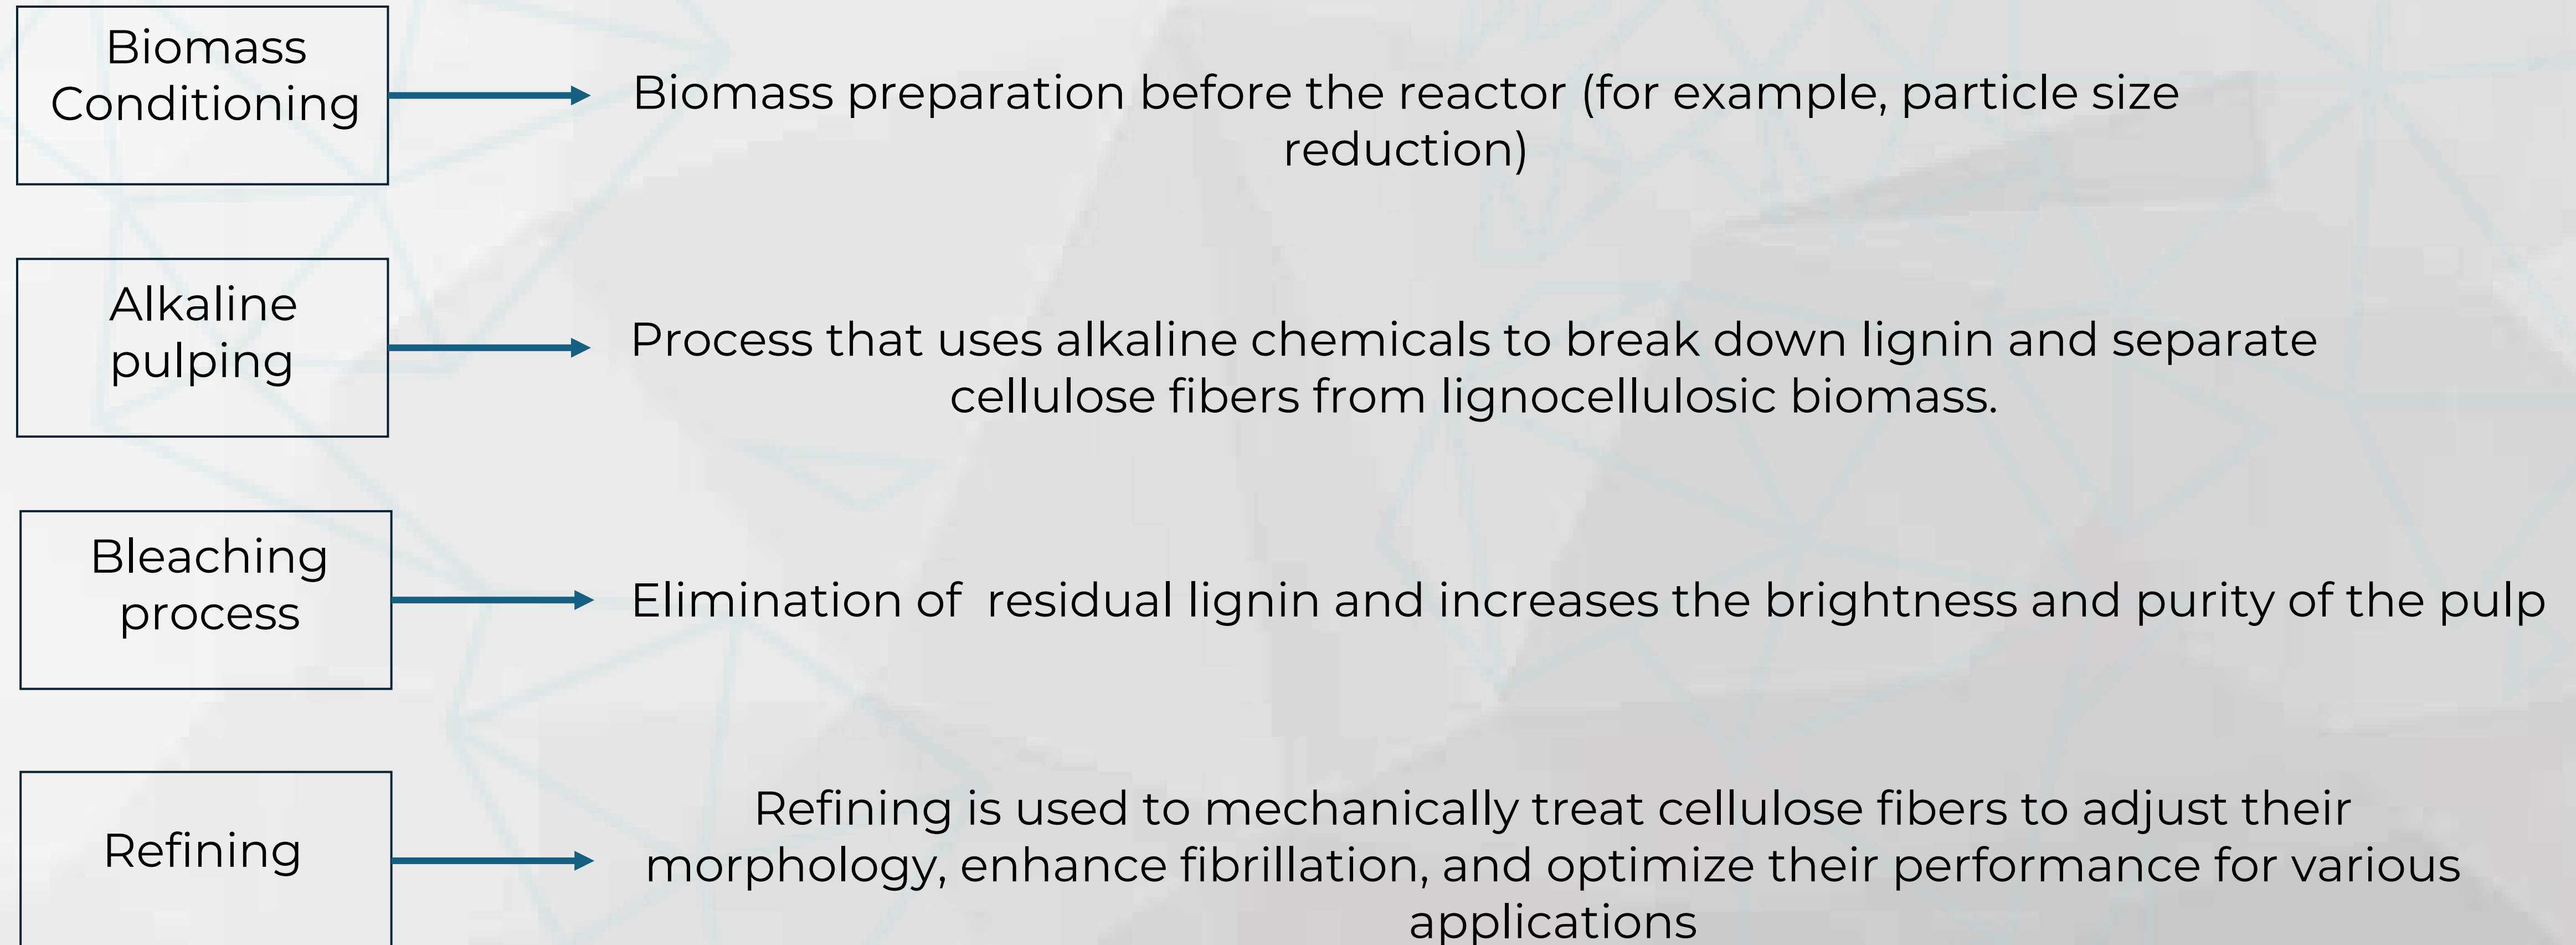 Biomass
Conditioning
Biomass preparation before the reactor (for example, particle size
reduction)
Alkaline
pulping
Process that uses alkaline chemicals to break down lignin and separate
cellulose fibers from lignocellulosic biomass.
Bleaching
process
Elimination of  residual lignin and increases the brightness and purity of the pulp
Refining
Refining is used to mechanically treat cellulose fibers to adjust their
morphology, enhance fibrillation, and optimize their performance for various
applications